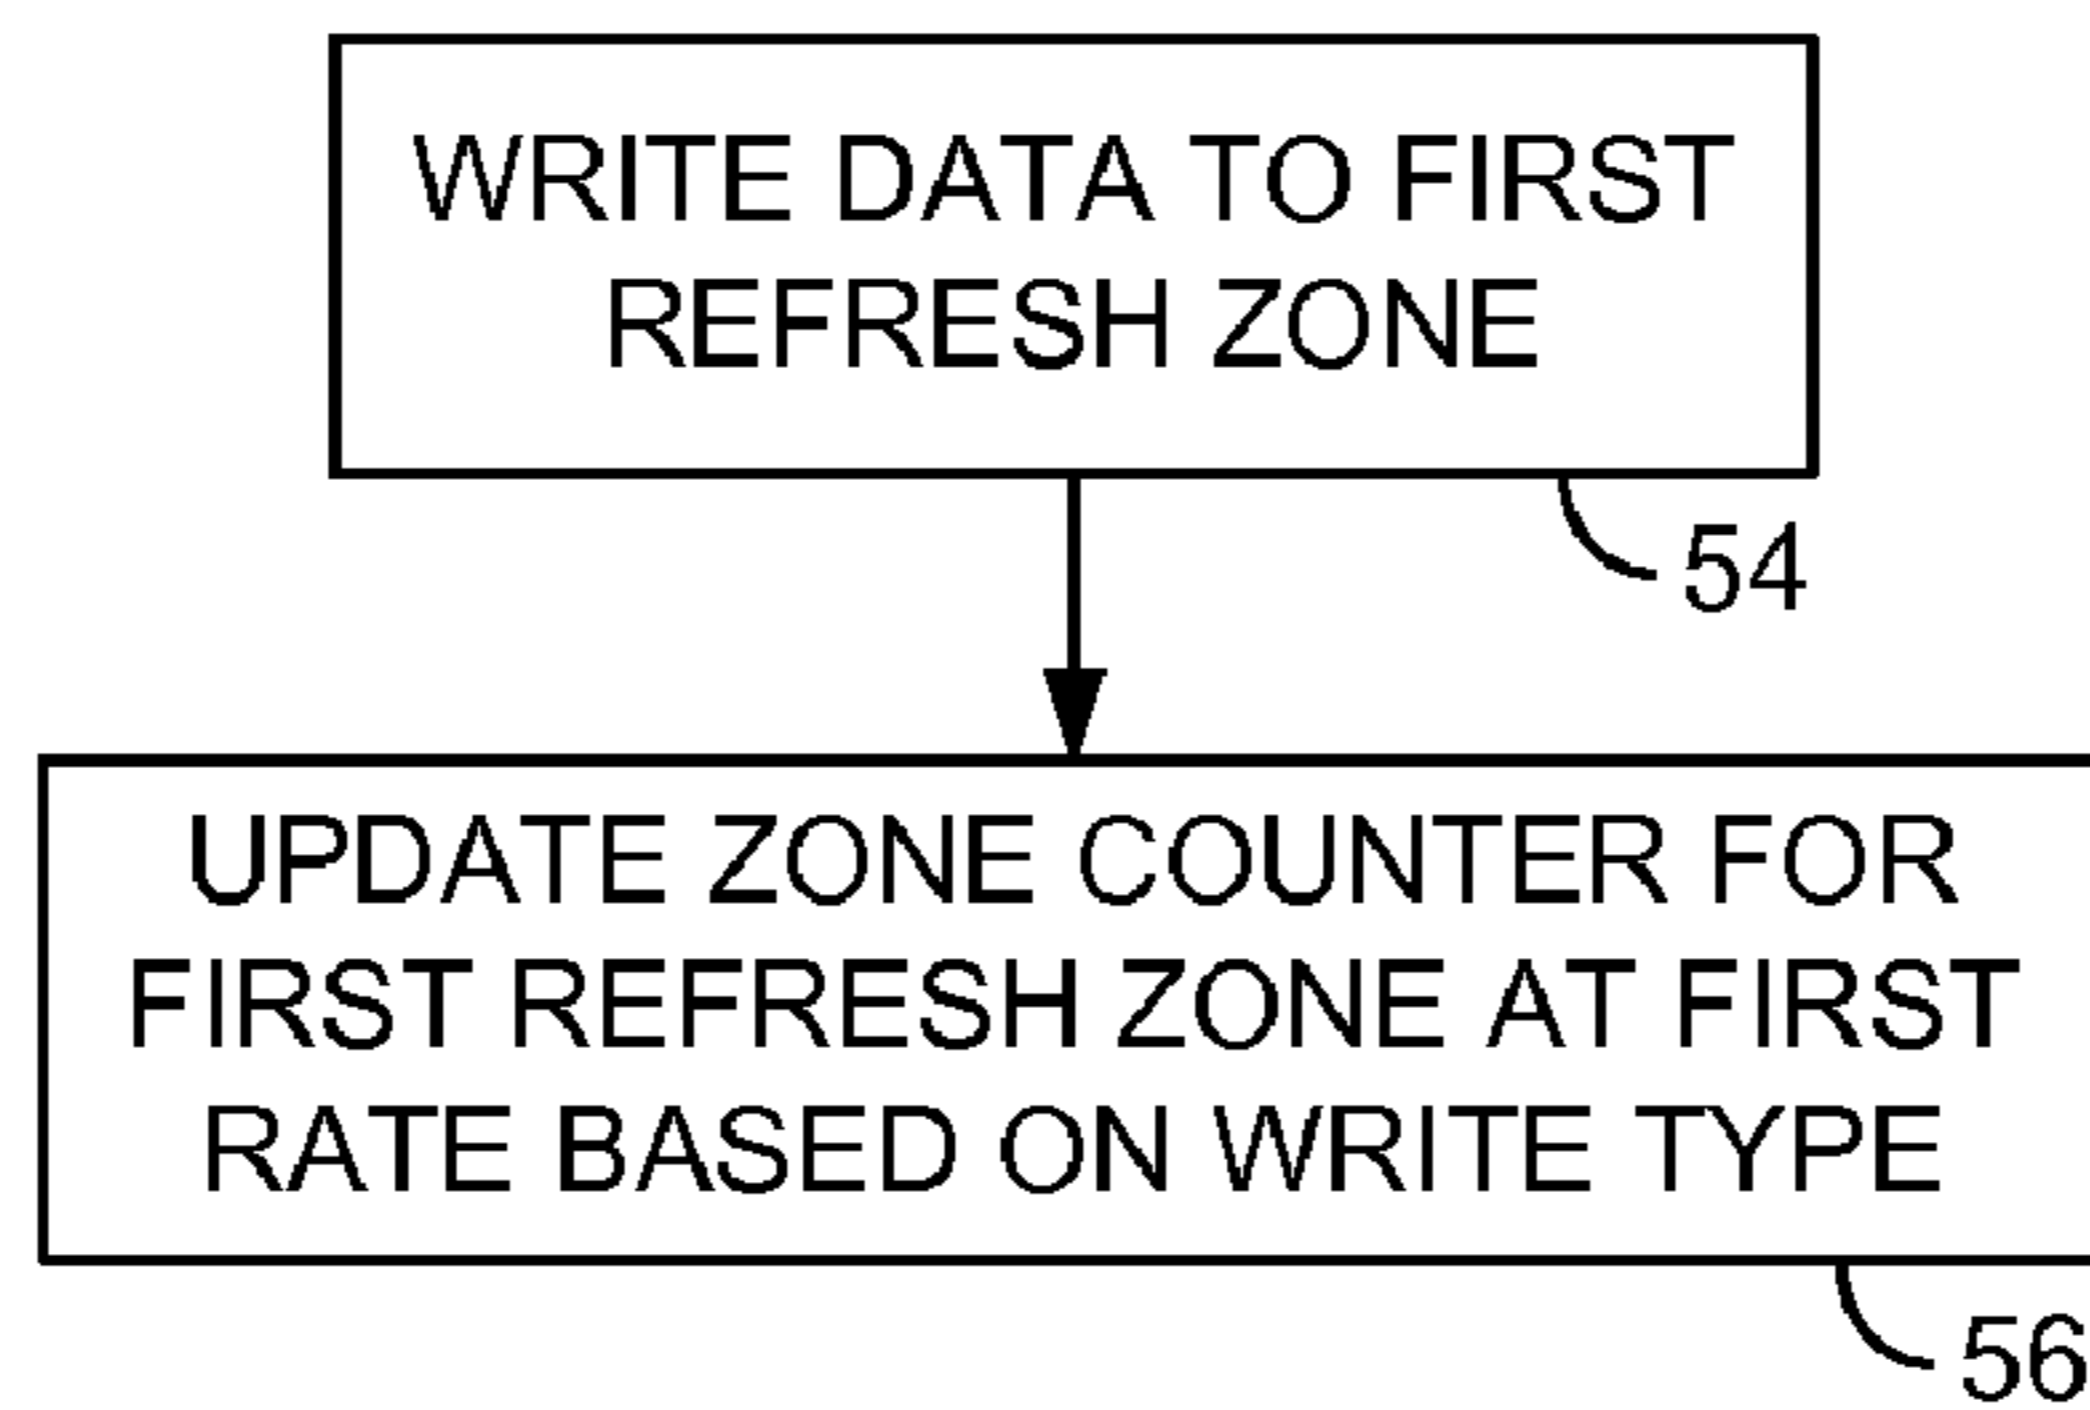 WRITE DATA TO FIRST
REFRESH ZONE
54
UPDATE ZONE COUNTER FOR
FIRST REFRESH ZONE AT FIRST
RATE BASED ON WRITE TYPE
56